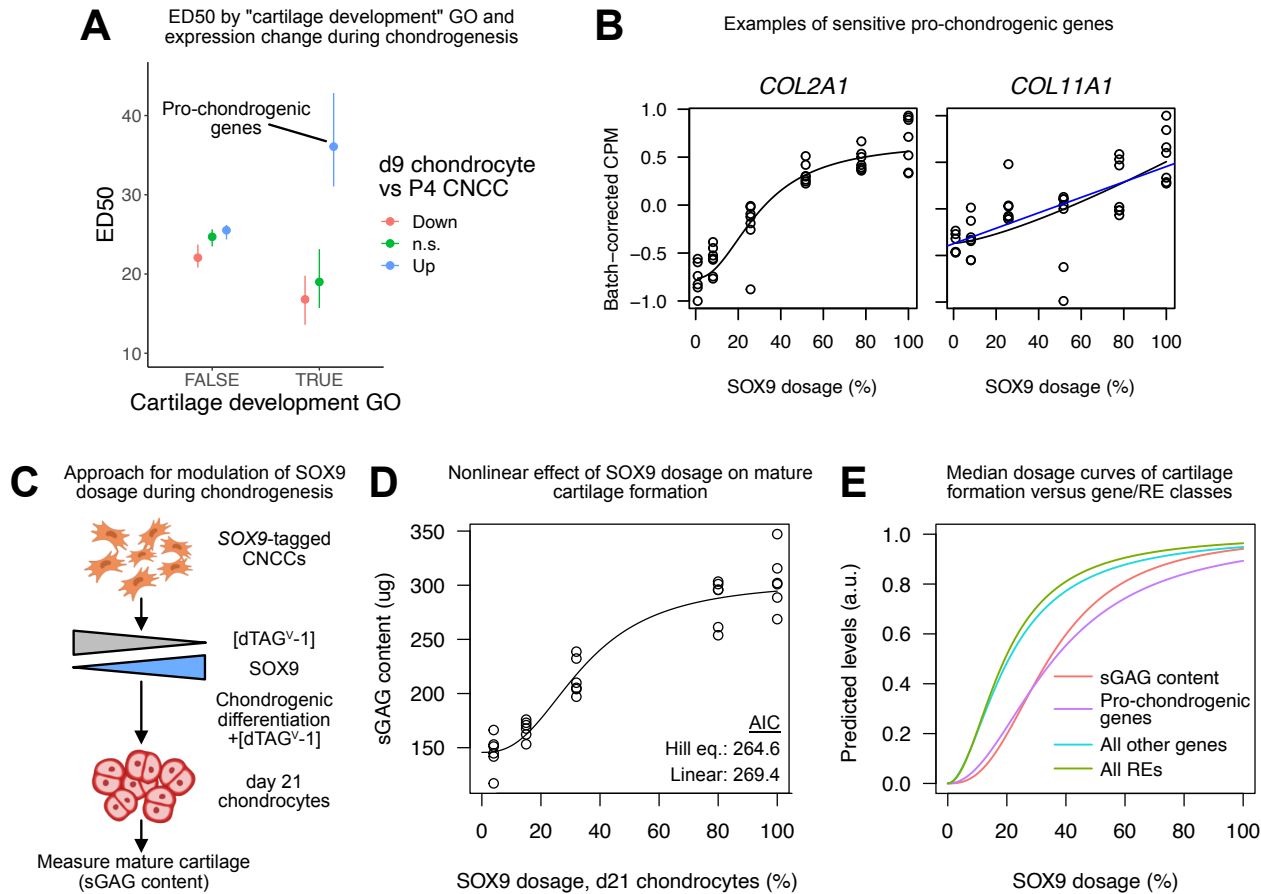 A
ED50 by "cartilage development" GO and
expression change during chondrogenesis
ED50
40
30
20
10
Pro-chondrogenic
genes
FALSE
TRUE
Cartilage development GO
d9 chondrocyte
vs P4 CNCC
Down
n.s.
Up
B
Examples of sensitive pro-chondrogenic genes
COL2A1
COL11A1
Batch-corrected CPM
1.0
0.5
0.0
−0.5
−1.0
0 20 40 60 80 100
0 20 40 60 80 100
SOX9 dosage (%)
SOX9 dosage (%)
C
Approach for modulation of SOX9
dosage during chondrogenesis
SOX9-tagged
CNCCs
[dTAGV-1]
SOX9
Chondrogenic
differentiation
+[dTAGV-1]
day 21
chondrocytes
Measure mature cartilage
(sGAG content)
D
Nonlinear effect of SOX9 dosage on mature
cartilage formation
sGAG content (ug)
350
300
250
200
150
AIC
Hill eq.: 264.6
Linear: 269.4
0 20 40 60 80 100
SOX9 dosage, d21 chondrocytes (%)
E
Median dosage curves of cartilage
formation versus gene/RE classes
Predicted levels (a.u.)
1.0
0.8
0.6
0.4
0.2
0.0
sGAG content
Pro-chondrogenic
genes
All other genes
All REs
0 20 40 60 80 100
SOX9 dosage (%)